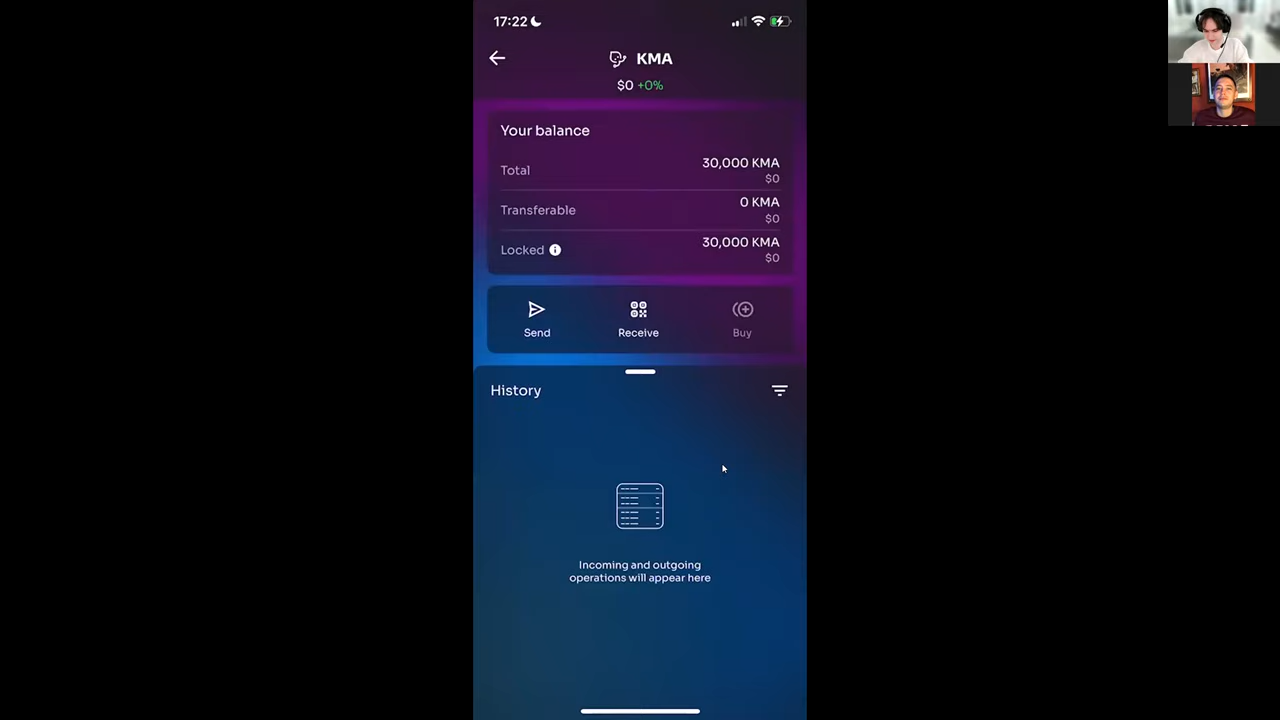 17:22
KMA
$0 +0%
Your balance
Total
30,000 KMA
$0
Transferable
0 KMA
$0
Locked
30,000 KMA
$0
Send
Receive
Buy
History
Incoming and outgoing
operations will appear here